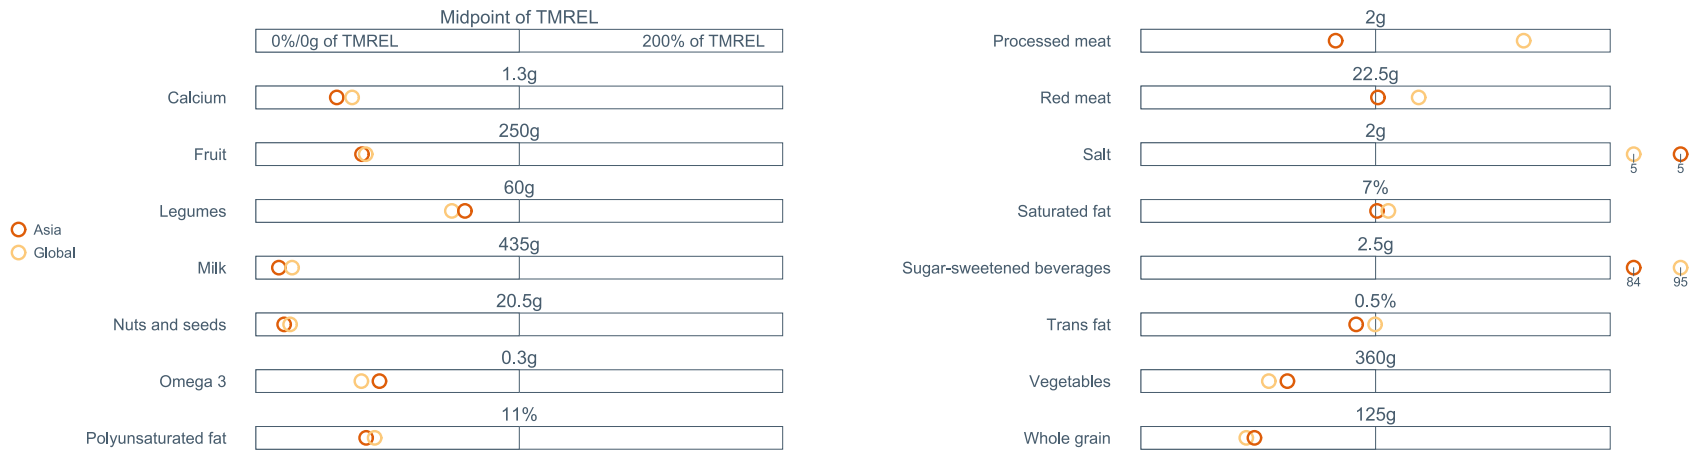 Midpoint of TMREL
0%/0g of TMREL 200% of TMREL
1.3g
Calcium
250g
Fruit
60g
Legumes
435g
Milk
20.5g
Nuts and seeds
0.3g
Omega 3
11%
Polyunsaturated fat
Asia
Global
2g
Processed meat
22.5g
Red meat
2g
Salt
5 5
7%
Saturated fat
2.5g
Sugar-sweetened beverages
84 95
0.5%
Trans fat
360g
Vegetables
125g
Whole grain